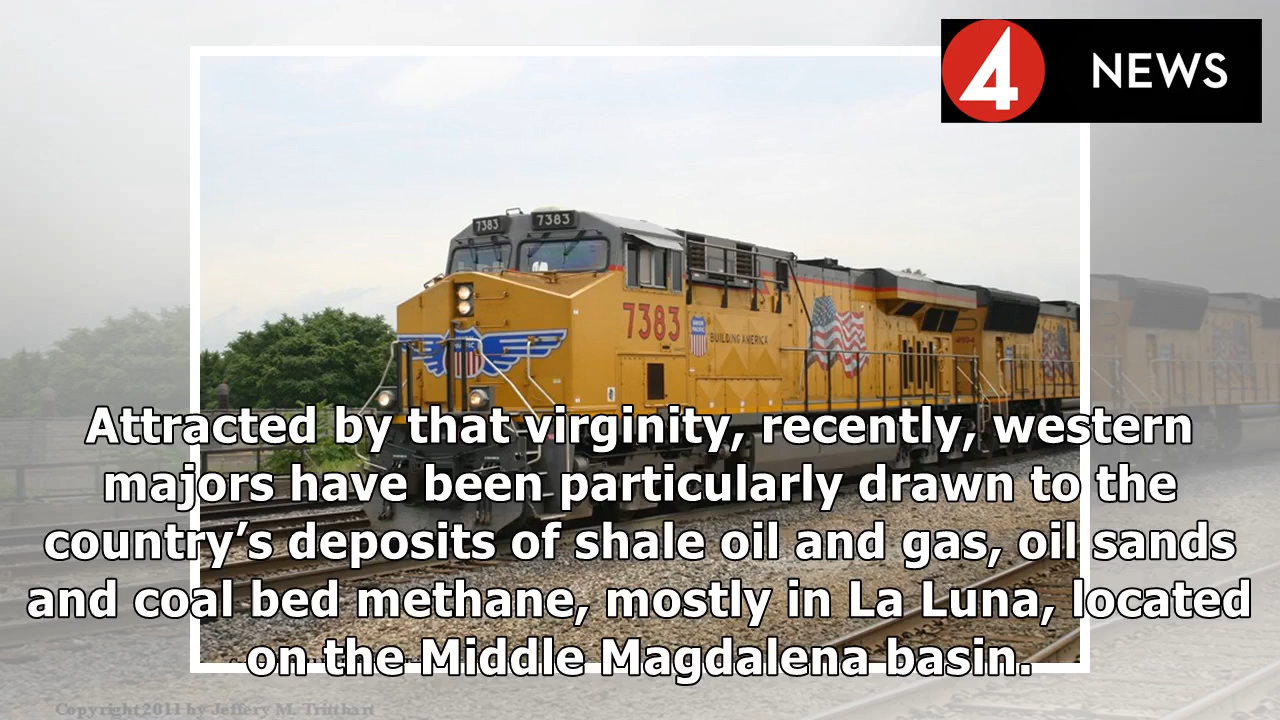 4 NEWS
7383 7383
7383
UNION PACIFIC
BUILDING AMERICA
Attracted by that virginity, recently, western
majors have been particularly drawn to the
country’s deposits of shale oil and gas, oil sands
and coal bed methane, mostly in La Luna, located
on the Middle Magdalena basin.
Copyright 2011 by Jeffery M. Tritthart